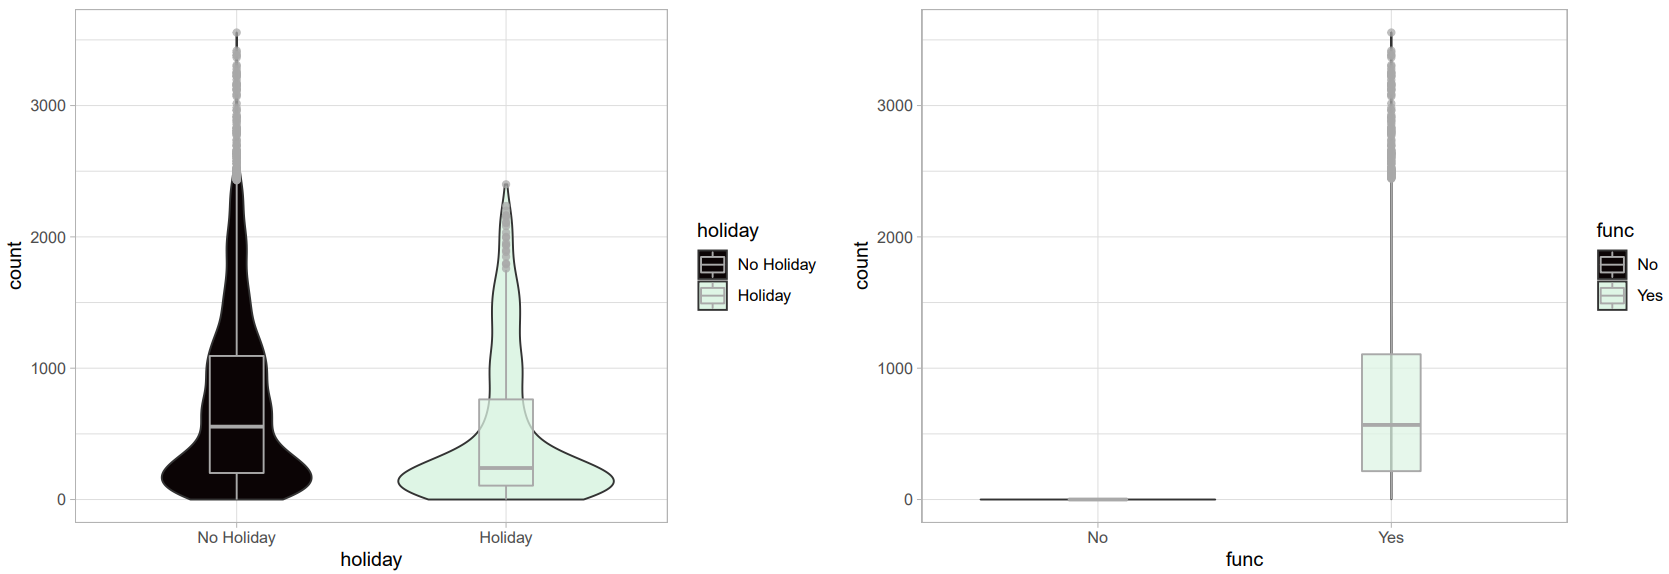 3000
2000
1000
0
count
No Holiday
Holiday
holiday
holiday
No Holiday
Holiday
3000
2000
1000
0
count
No
Yes
func
func
No
Yes